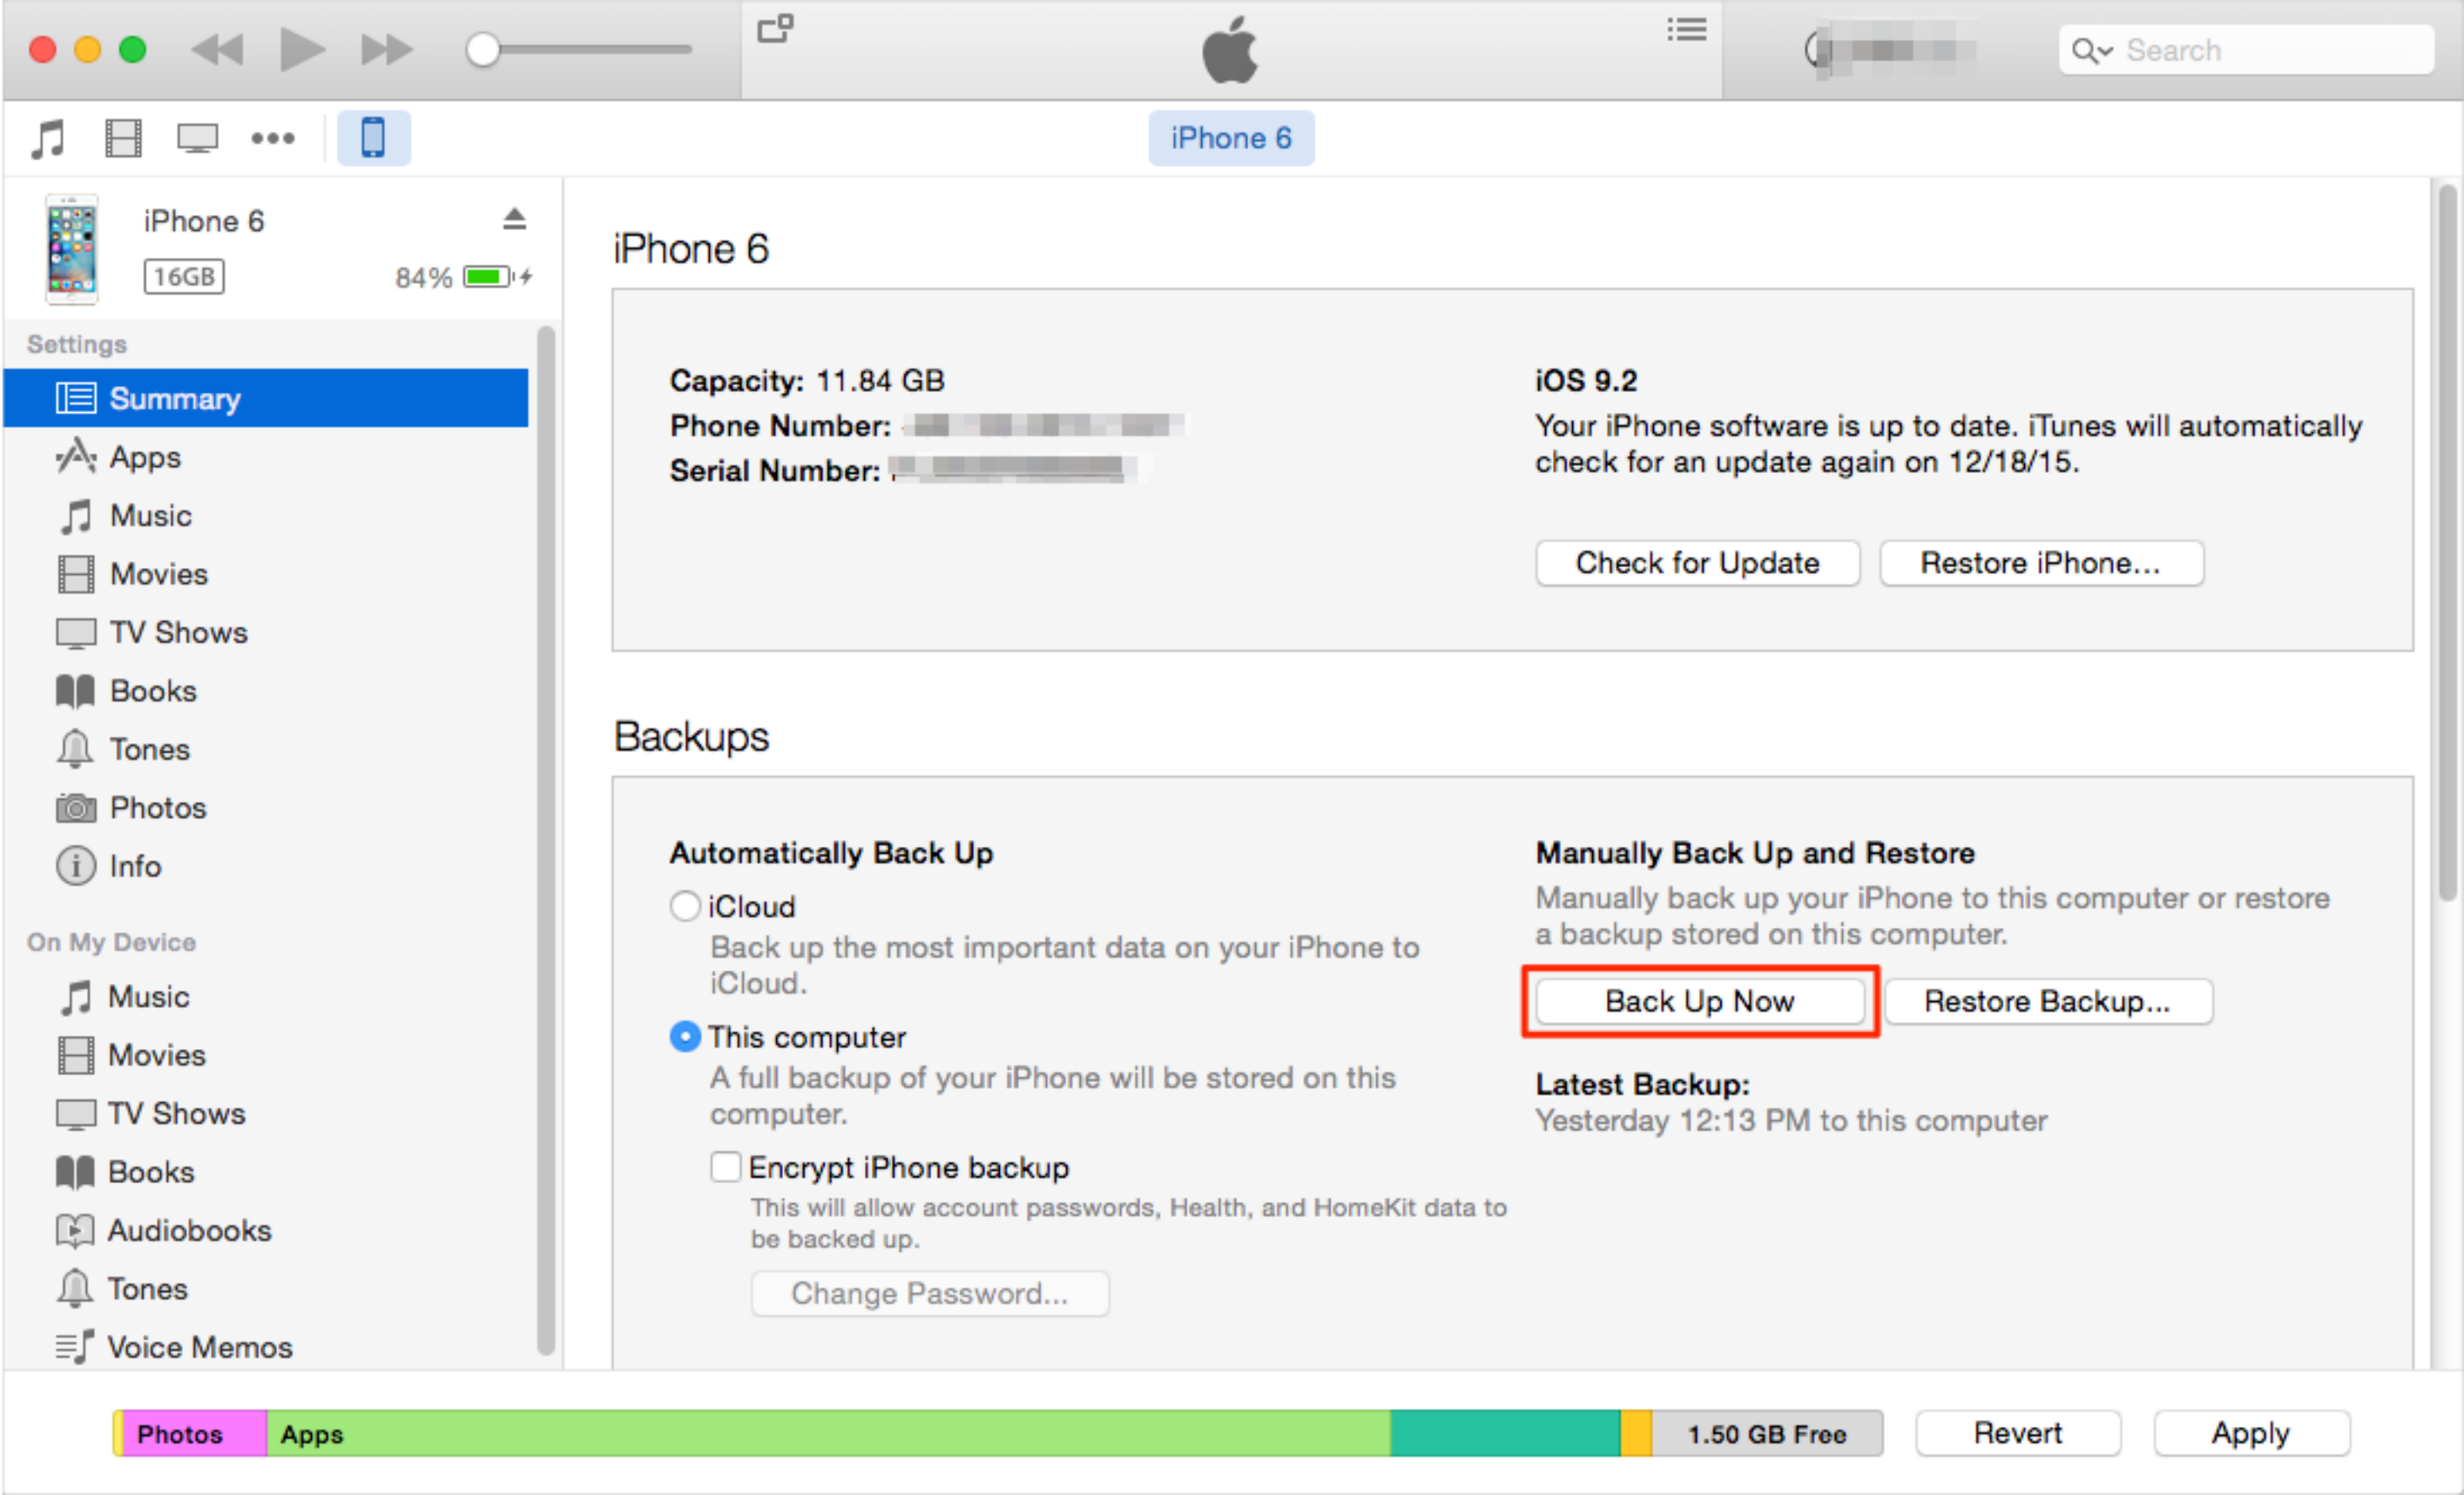 Search
iPhone 6
iPhone 6
16GB
84%
Settings
Summary
Apps
Music
Movies
TV Shows
Books
Tones
Photos
Info
On My Device
Music
Movies
TV Shows
Books
Audiobooks
Tones
Voice Memos
iPhone 6
Capacity: 11.84 GB
Phone Number:
Serial Number:
iOS 9.2
Your iPhone software is up to date. iTunes will automatically
check for an update again on 12/18/15.
Check for Update
Restore iPhone...
Backups
Automatically Back Up
iCloud
Back up the most important data on your iPhone to
iCloud.
This computer
A full backup of your iPhone will be stored on this
computer.
Encrypt iPhone backup
This will allow account passwords, Health, and HomeKit data to
be backed up.
Change Password...
Manually Back Up and Restore
Manually back up your iPhone to this computer or restore
a backup stored on this computer.
Back Up Now
Restore Backup...
Latest Backup:
Yesterday 12:13 PM to this computer
Photos
Apps
1.50 GB Free
Revert
Apply